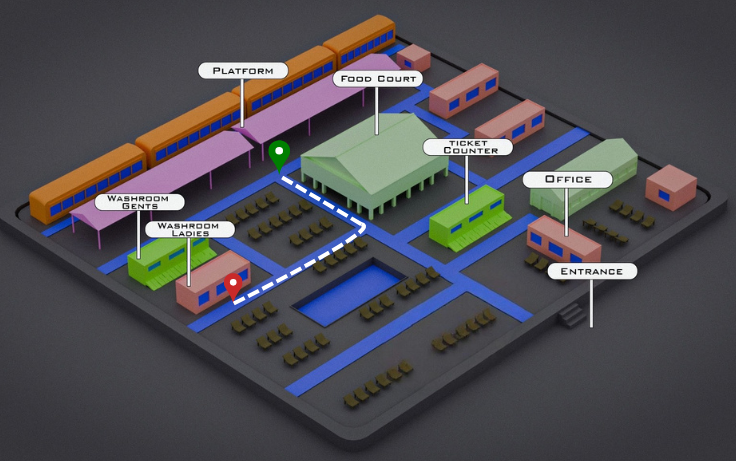 Platform
Food Court
Ticket
Counter
Washroom
Gents
Washroom
Ladies
Office
Entrance